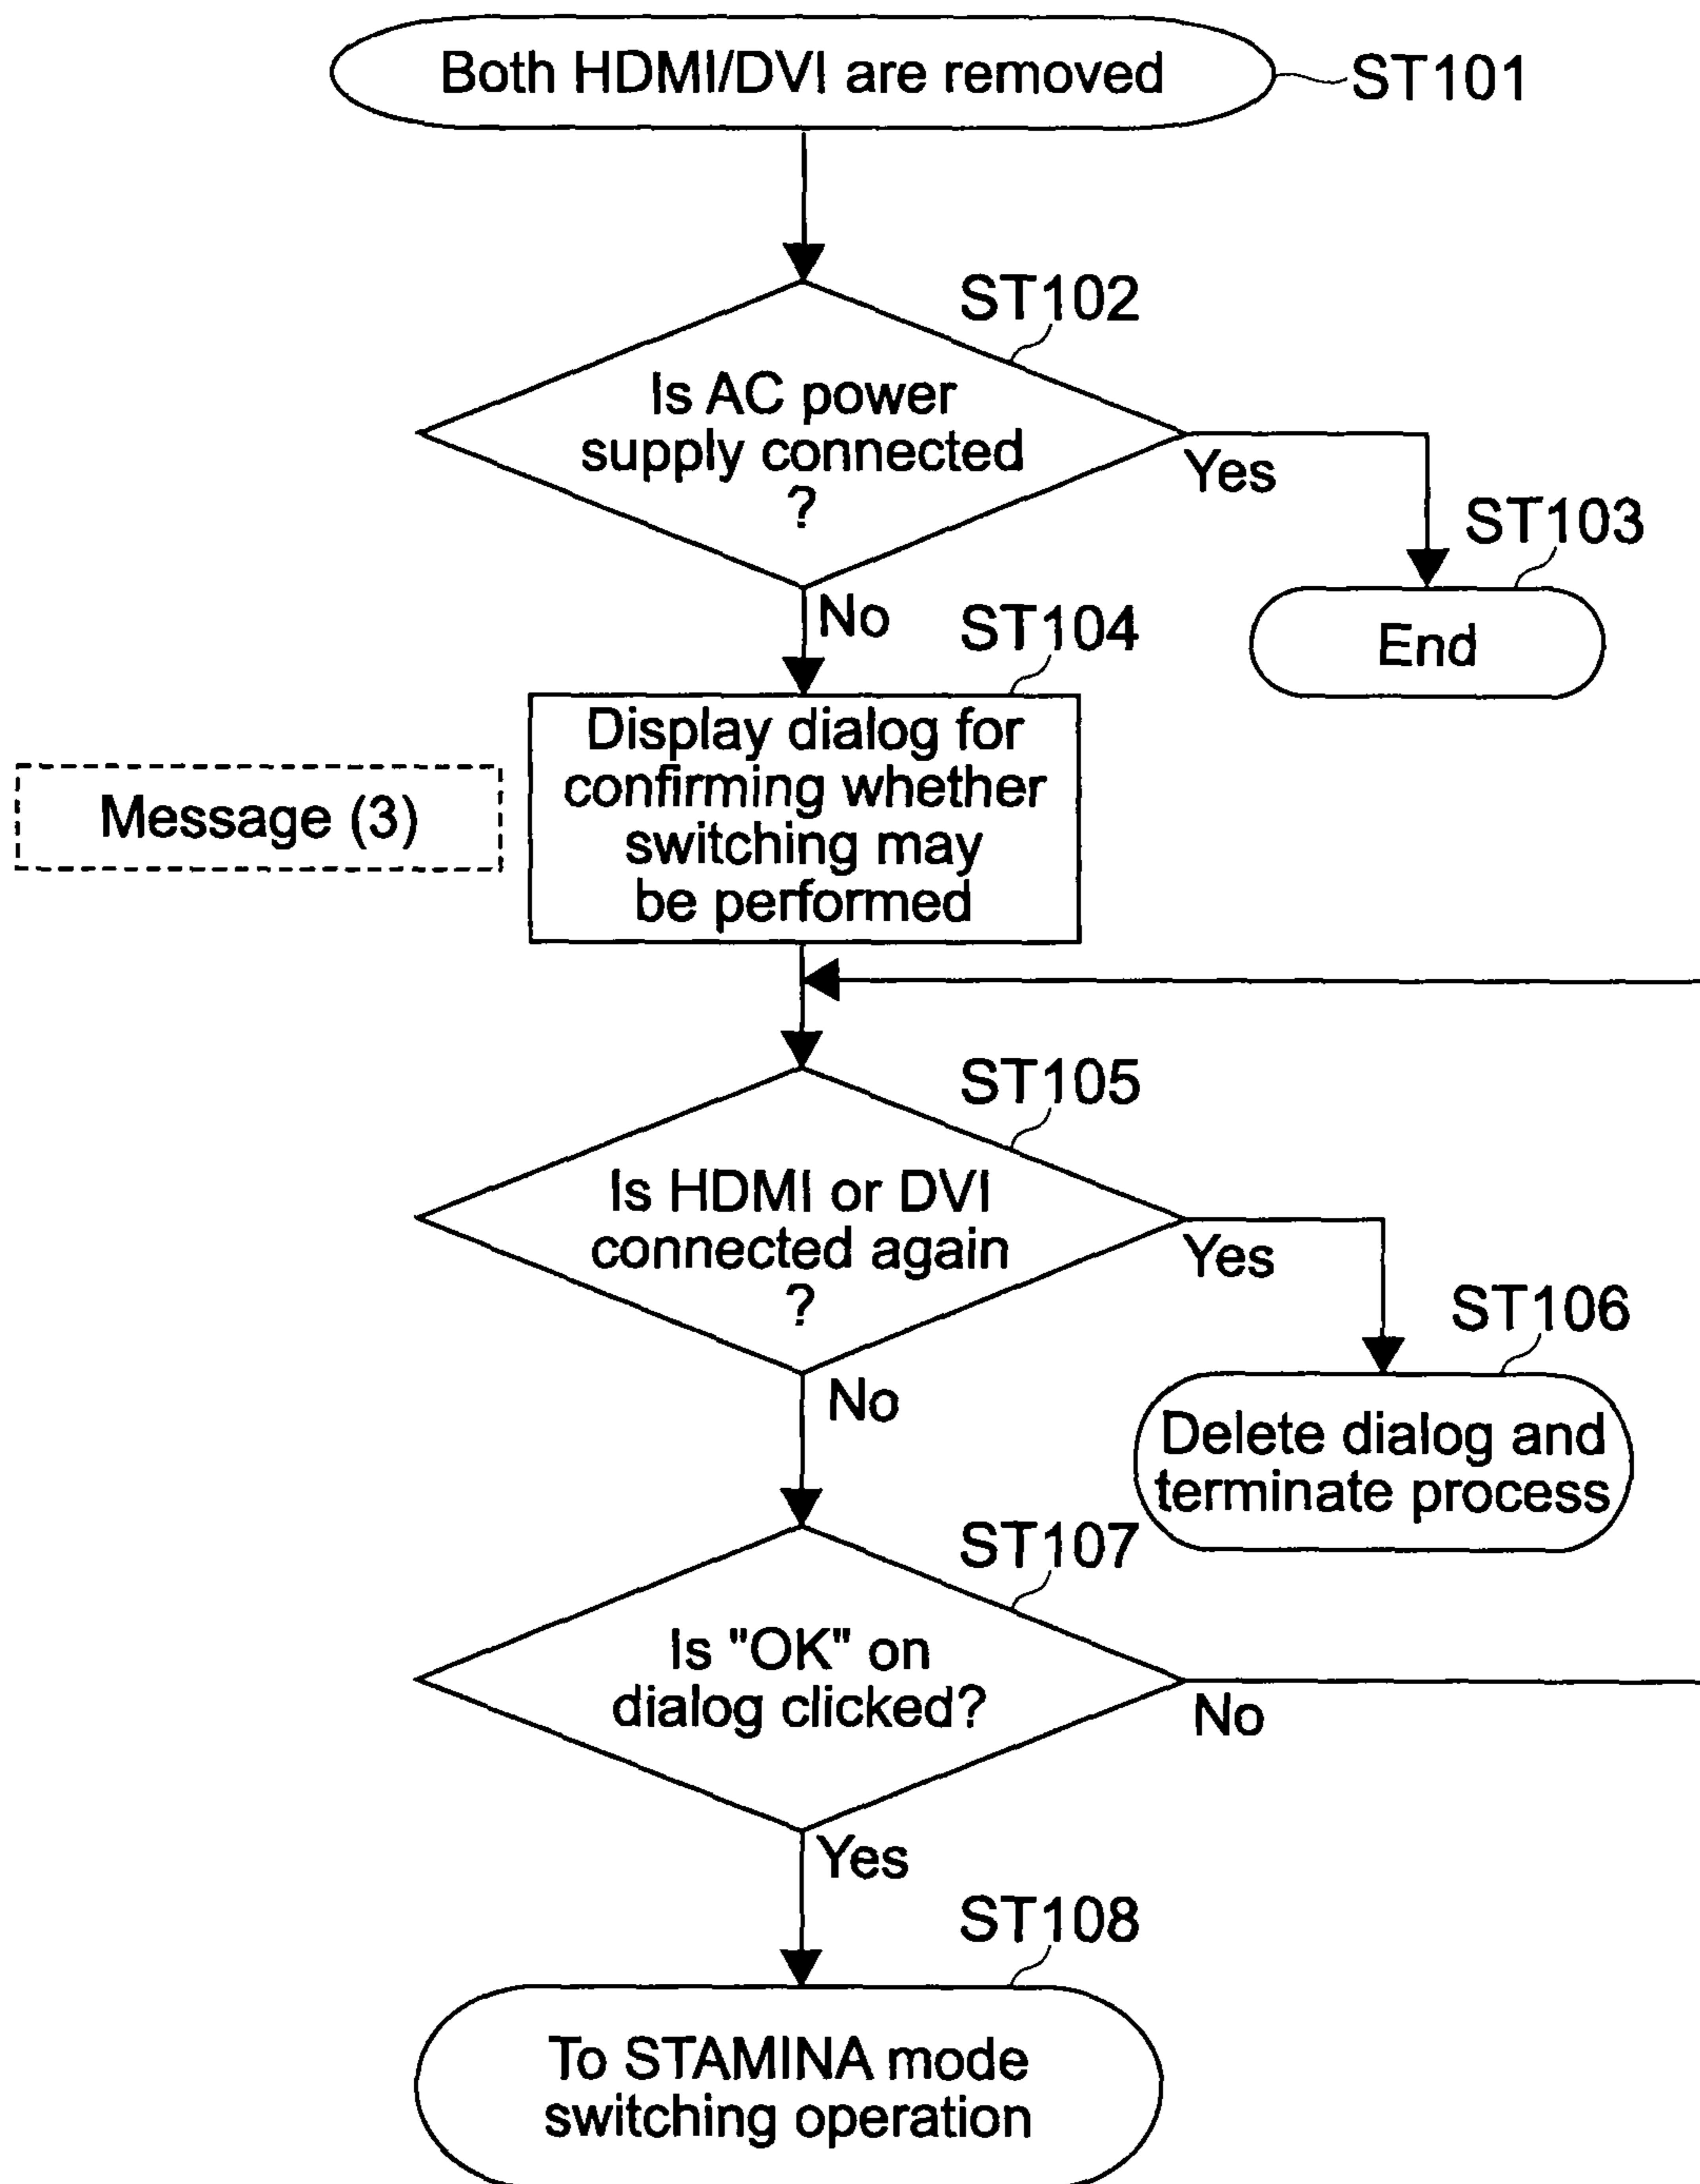 Both HDMI/DVI are removed
ST101
ST102
Is AC power
supply connected
?
Yes
ST103
End
No
ST104
Display dialog for
confirming whether
switching may
be performed
Message (3)
ST105
Is HDMI or DVI
connected again
?
Yes
ST106
Delete dialog and
terminate process
No
ST107
Is "OK" on
dialog clicked?
No
Yes
ST108
To STAMINA mode
switching operation